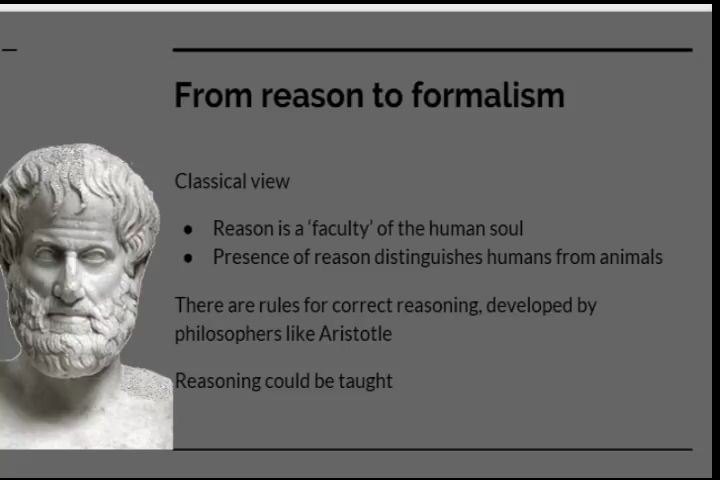 From reason to formalism
Classical view
● Reason is a 'faculty' of the human soul
● Presence of reason distinguishes humans from animals
There are rules for correct reasoning, developed by
philosophers like Aristotle
Reasoning could be taught